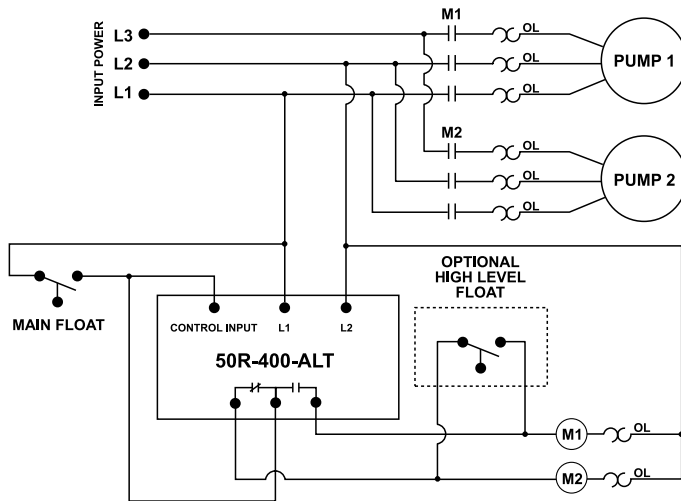 INPUT POWER
L3
L2
L1
M1
OL
OL
OL
PUMP 1
M2
OL
OL
OL
PUMP 2
MAIN FLOAT
OPTIONAL
HIGH LEVEL
FLOAT
CONTROL INPUT
L1
L2
50R-400-ALT
M1
OL
M2
OL